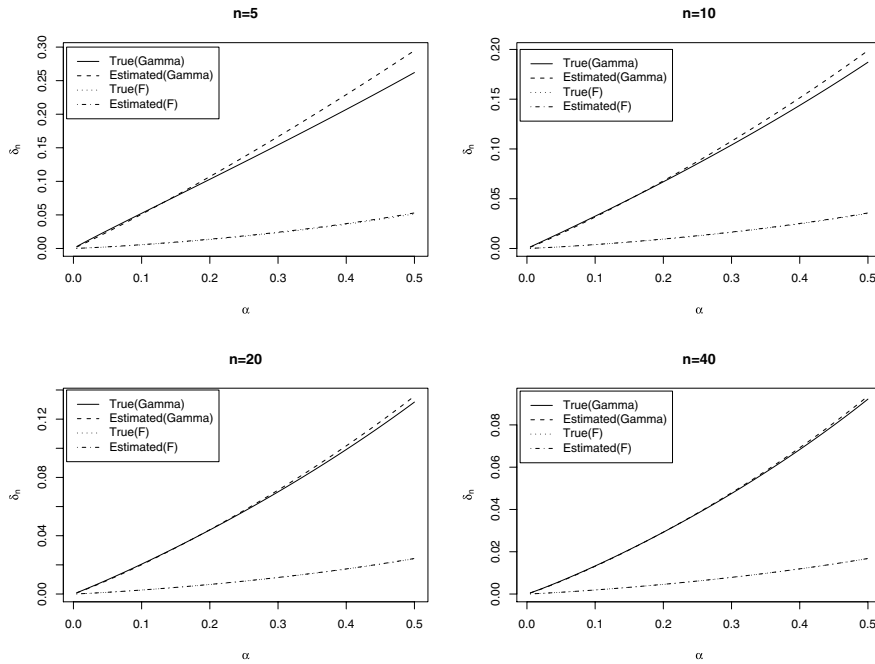 n=5
True(Gamma)
Estimated(Gamma)
True(F)
Estimated(F)
0.00 0.05 0.10 0.15 0.20 0.25 0.30
δn
0.0 0.1 0.2 0.3 0.4 0.5
α
n=10
True(Gamma)
Estimated(Gamma)
True(F)
Estimated(F)
0.00 0.05 0.10 0.15 0.20
δn
0.0 0.1 0.2 0.3 0.4 0.5
α
n=20
True(Gamma)
Estimated(Gamma)
True(F)
Estimated(F)
0.00 0.04 0.08 0.12
δn
0.0 0.1 0.2 0.3 0.4 0.5
α
n=40
True(Gamma)
Estimated(Gamma)
True(F)
Estimated(F)
0.00 0.02 0.04 0.06 0.08
δn
0.0 0.1 0.2 0.3 0.4 0.5
α